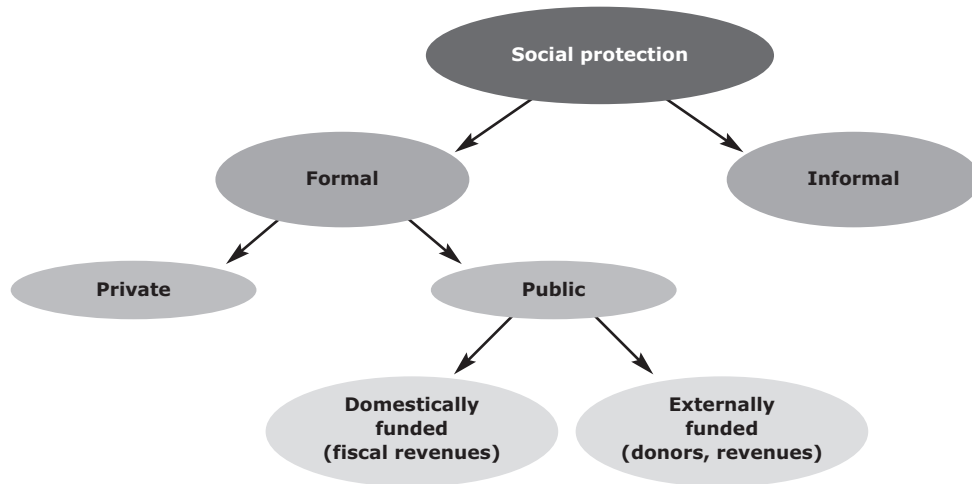 Social protection
Formal
Informal
Private
Public
Domestically
funded
(fiscal revenues)
Externally
funded
(donors, revenues)